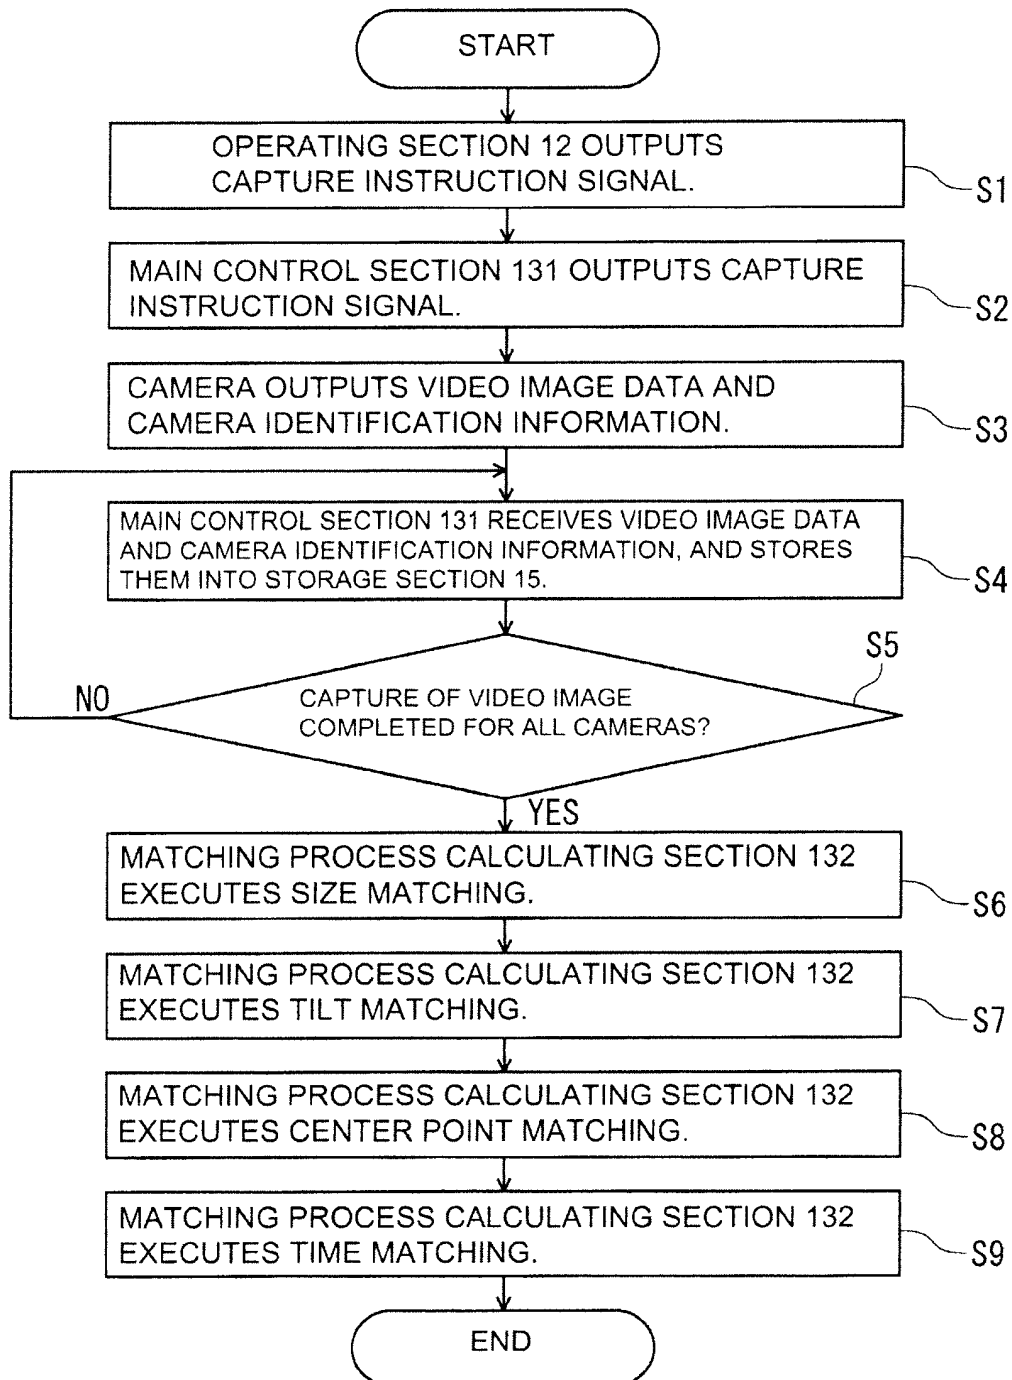 START
OPERATING SECTION 12 OUTPUTS
CAPTURE INSTRUCTION SIGNAL.
S1
MAIN CONTROL SECTION 131 OUTPUTS CAPTURE
INSTRUCTION SIGNAL.
S2
CAMERA OUTPUTS VIDEO IMAGE DATA AND
CAMERA IDENTIFICATION INFORMATION.
S3
MAIN CONTROL SECTION 131 RECEIVES VIDEO IMAGE DATA
AND CAMERA IDENTIFICATION INFORMATION, AND STORES
THEM INTO STORAGE SECTION 15.
S4
S5
NO
CAPTURE OF VIDEO IMAGE
COMPLETED FOR ALL CAMERAS?
YES
MATCHING PROCESS CALCULATING SECTION 132
EXECUTES SIZE MATCHING.
S6
MATCHING PROCESS CALCULATING SECTION 132
EXECUTES TILT MATCHING.
S7
MATCHING PROCESS CALCULATING SECTION 132
EXECUTES CENTER POINT MATCHING.
S8
MATCHING PROCESS CALCULATING SECTION 132
EXECUTES TIME MATCHING.
S9
END